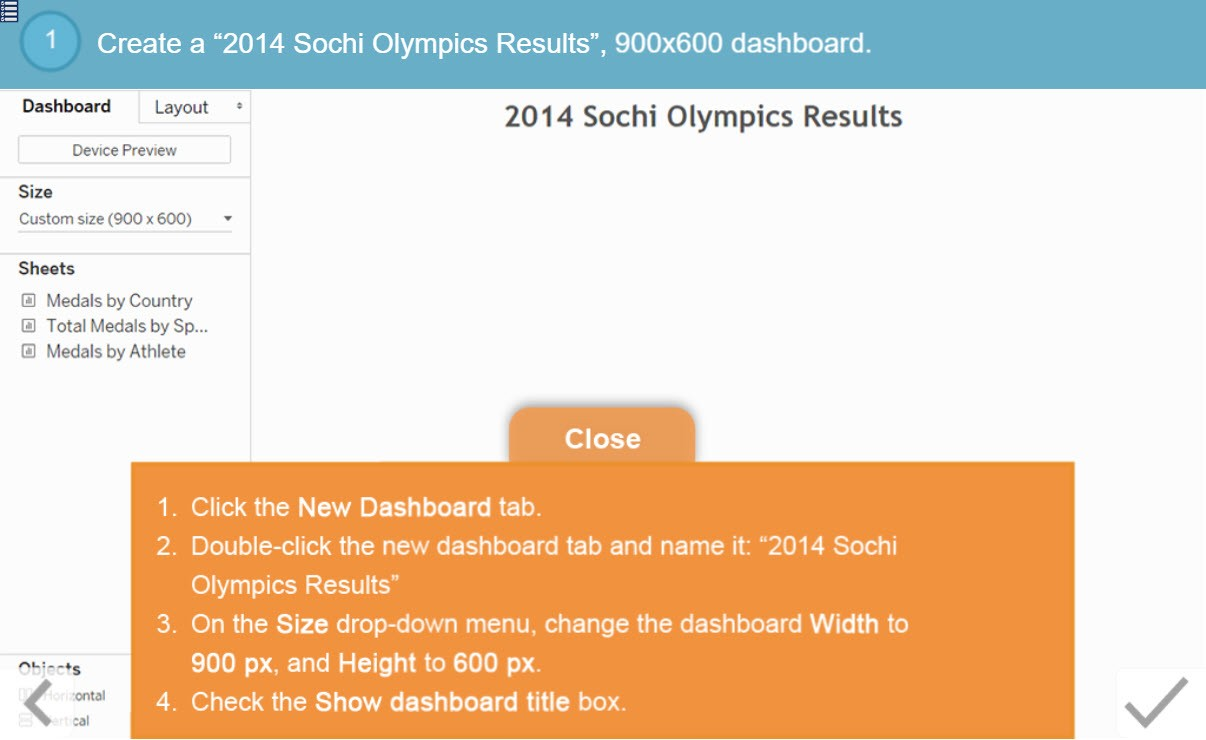 1
Create a “2014 Sochi Olympics Results”, 900x600 dashboard.
Dashboard
Layout
2014 Sochi Olympics Results
Device Preview
Size
Custom size (900 x 600)
Sheets
Medals by Country
Total Medals by Sp...
Medals by Athlete
Close
1. Click the New Dashboard tab.
2. Double-click the new dashboard tab and name it: “2014 Sochi
Olympics Results”
3. On the Size drop-down menu, change the dashboard Width to
900 px, and Height to 600 px.
4. Check the Show dashboard title box.
Objects
Horizontal
Vertical